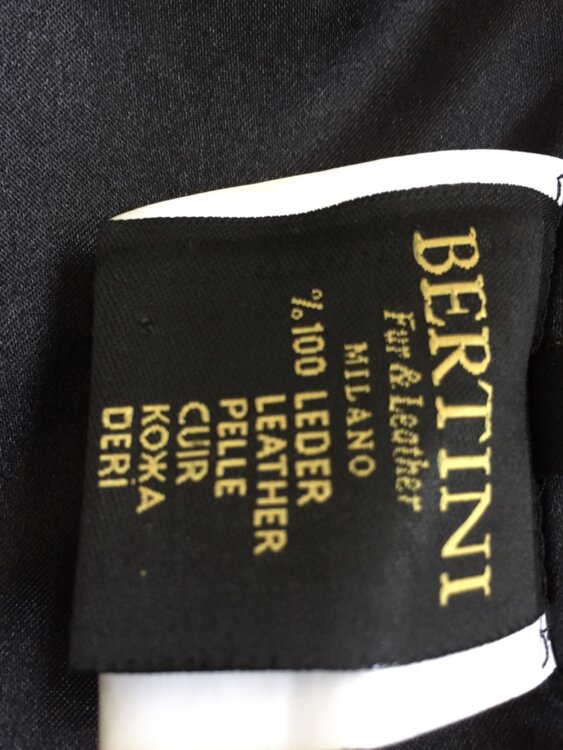 BERTINI
Fur & Leather
MILANO
%100 LEDER
LEATHER
PELLE
CUIR
КОЖА
DERİ